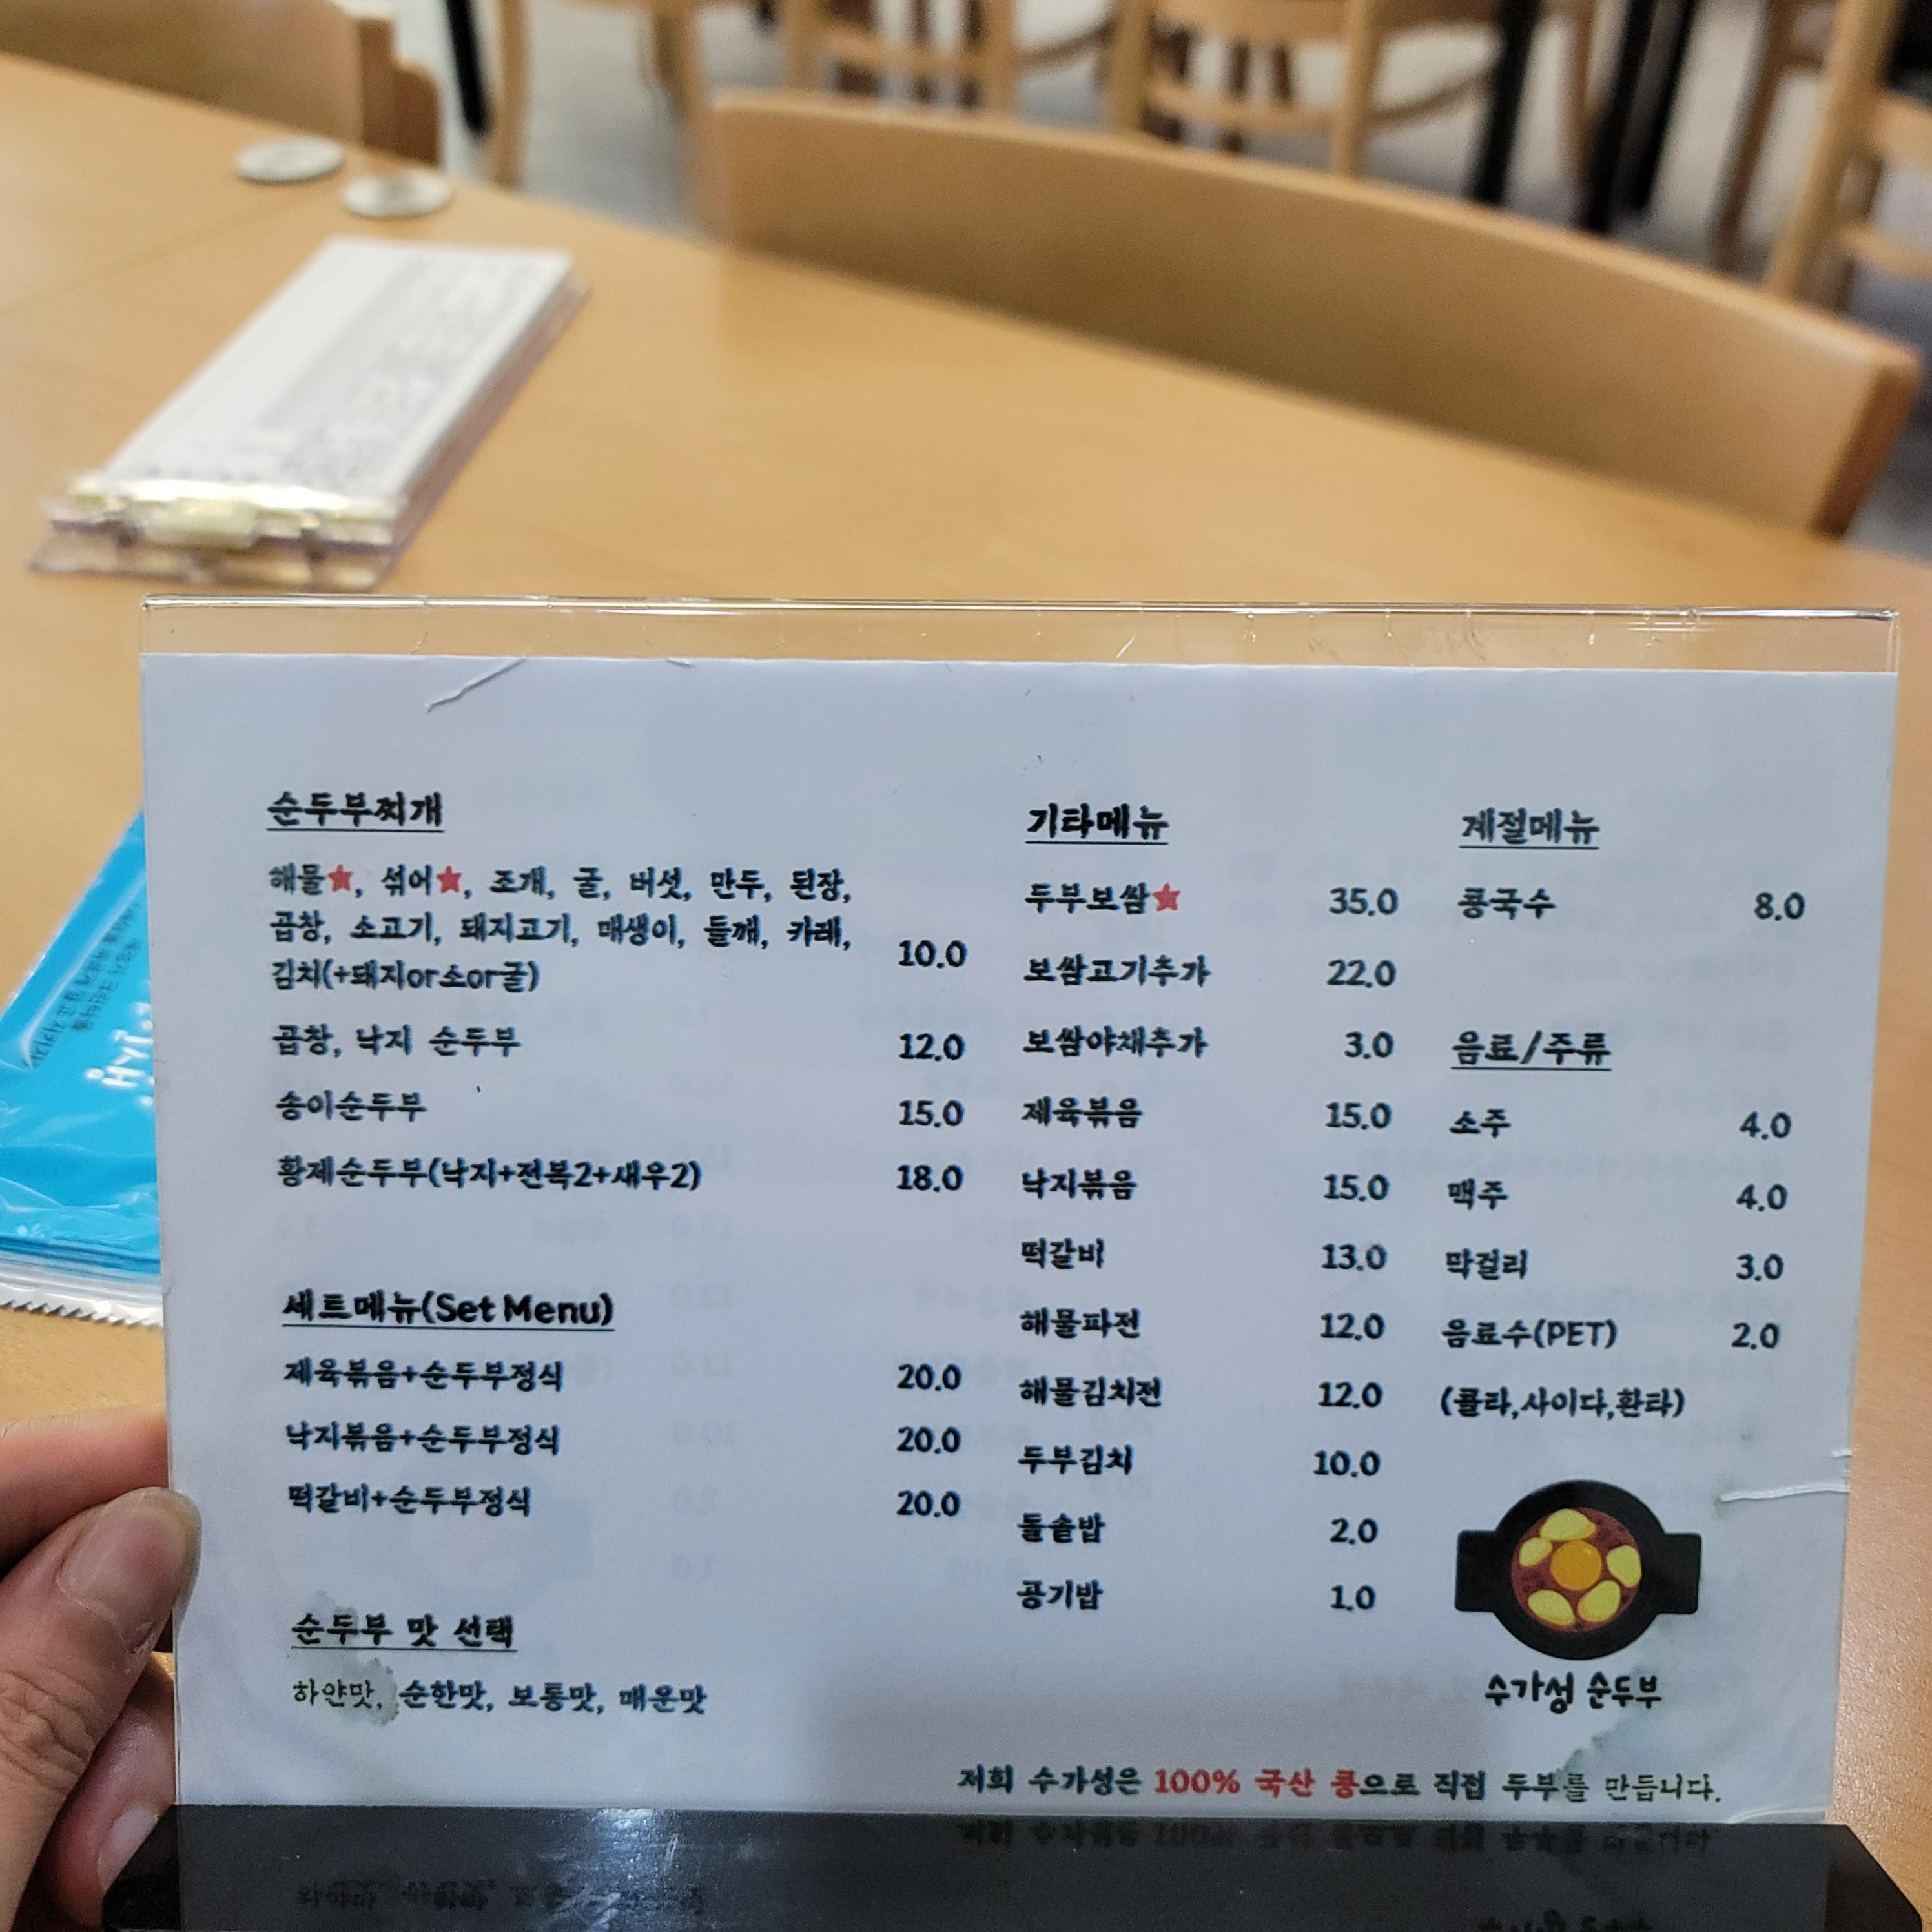 순두부찌개
해물★, 섞어★, 조개, 굴, 버섯, 만두, 된장,
곱창, 소고기, 돼지고기, 매생이, 들깨, 카레,
김치(+돼지or소or굴)
10.0
곱창, 낙지 순두부 12.0
송이순두부 15.0
황제순두부(낙지+전복2+새우2) 18.0
세트메뉴(Set Menu)
제육볶음+순두부정식 20.0
낙지볶음+순두부정식 20.0
떡갈비+순두부정식 20.0
순두부 맛 선택
하얀맛, 순한맛, 보통맛, 매운맛
기타메뉴
두부보쌈★ 35.0
보쌈고기추가 22.0
보쌈야채추가 3.0
제육볶음 15.0
낙지볶음 15.0
떡갈비 13.0
해물파전 12.0
해물김치전 12.0
두부김치 10.0
돌솥밥 2.0
공기밥 1.0
계절메뉴
콩국수 8.0
음료/주류
소주 4.0
맥주 4.0
막걸리 3.0
음료수(PET) 2.0
(콜라,사이다,환타)
수가성 순두부
저희 수가성은 100% 국산 콩으로 직접 두부를 만듭니다.